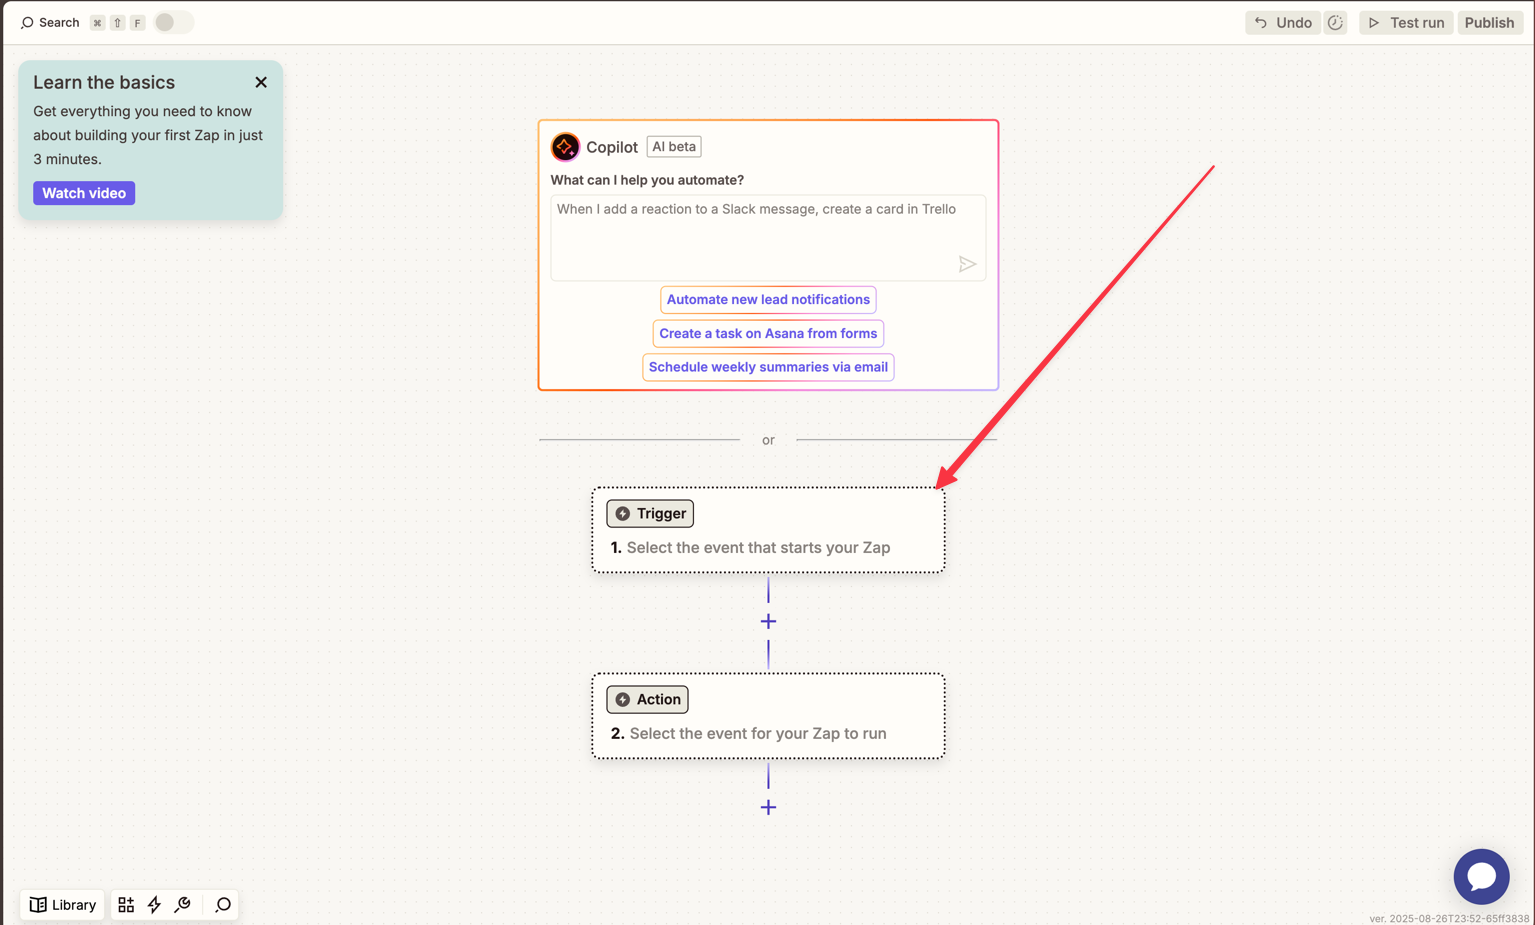 Search ⌘ ⇧ F
Undo
Test run
Publish
Learn the basics
Get everything you need to know
about building your first Zap in just
3 minutes.
Watch video
Copilot AI beta
What can I help you automate?
When I add a reaction to a Slack message, create a card in Trello
Automate new lead notifications
Create a task on Asana from forms
Schedule weekly summaries via email
or
Trigger
1. Select the event that starts your Zap
Action
2. Select the event for your Zap to run
Library
ver. 2025-08-26T23:52-65ff3838